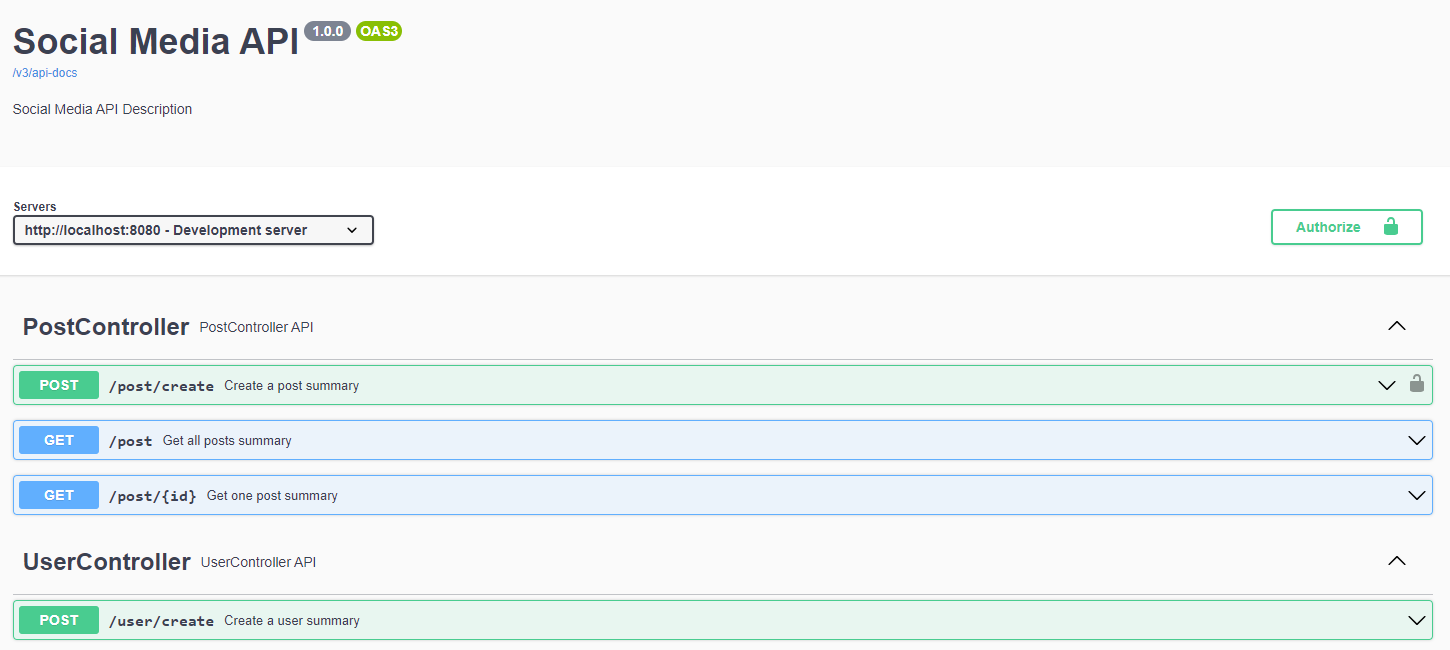 Social Media API 1.0.0 OAS3
/v3/api-docs
Social Media API Description
Servers
http://localhost:8080 - Development server
Authorize
PostController PostController API
POST /post/create Create a post summary
GET /post Get all posts summary
GET /post/{id} Get one post summary
UserController UserController API
POST /user/create Create a user summary